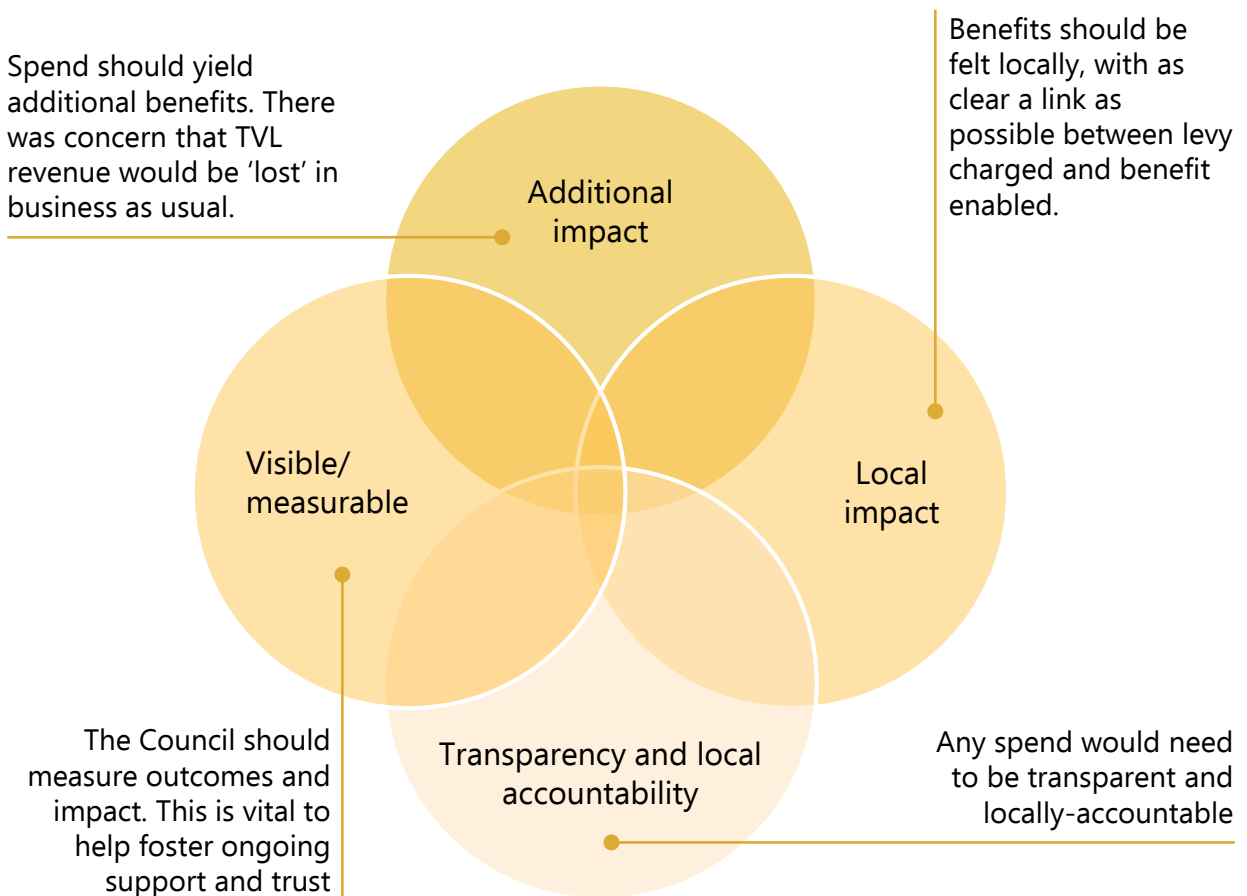 Spend should yield
additional benefits. There
was concern that TVL
revenue would be ‘lost’ in
business as usual.
Benefits should be
felt locally, with as
clear a link as
possible between levy
charged and benefit
enabled.
Additional
impact
Visible/
measurable
Local
impact
Transparency and local
accountability
The Council should
measure outcomes and
impact. This is vital to
help foster ongoing
support and trust
Any spend would need
to be transparent and
locally-accountable